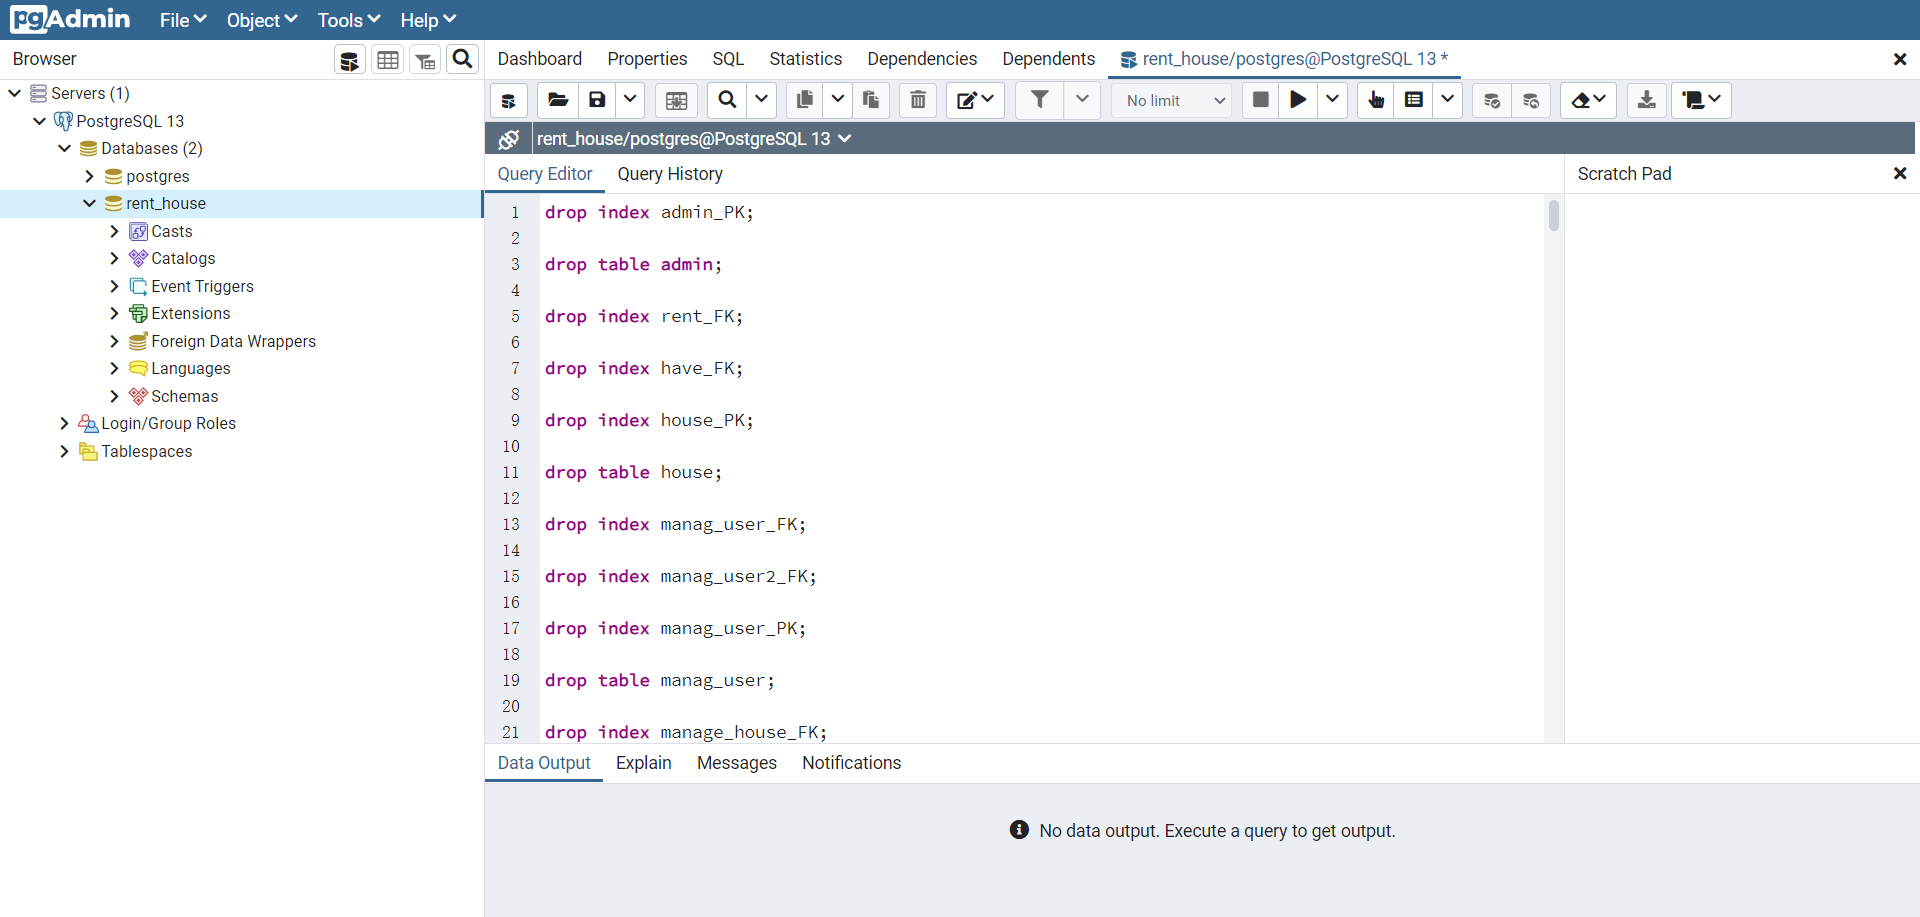 pgAdmin File Object Tools Help
Browser
Dashboard Properties SQL Statistics Dependencies Dependents rent_house/postgres@PostgreSQL 13 *
Servers (1)
PostgreSQL 13
Databases (2)
postgres
rent_house
Casts
Catalogs
Event Triggers
Extensions
Foreign Data Wrappers
Languages
Schemas
Login/Group Roles
Tablespaces
No limit
rent_house/postgres@PostgreSQL 13
Query Editor Query History
Scratch Pad
1 drop index admin_PK;
2
3 drop table admin;
4
5 drop index rent_FK;
6
7 drop index have_FK;
8
9 drop index house_PK;
10
11 drop table house;
12
13 drop index manag_user_FK;
14
15 drop index manag_user2_FK;
16
17 drop index manag_user_PK;
18
19 drop table manag_user;
20
21 drop index manage_house_FK;
Data Output Explain Messages Notifications
No data output. Execute a query to get output.